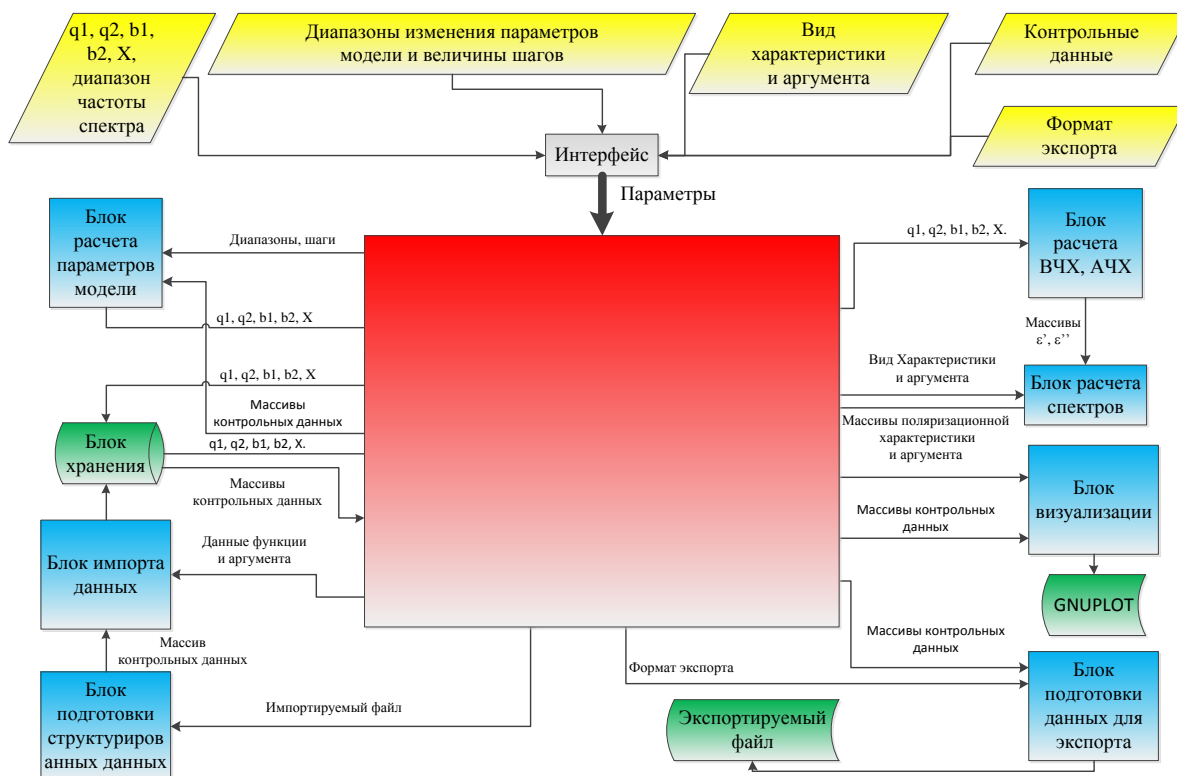 q1, q2, b1,
b2, X,
диапазон
частоты
спектра
Диапазоны изменения параметров
модели и величины шагов
Вид
характеристики
и аргумента
Контрольные
данные
Формат
экспорта
Интерфейс
Параметры
Блок
расчета
параметров
модели
Диапазоны, шаги
q1, q2, b1, b2, X
q1, q2, b1, b2, X
Массивы
контрольных данных
q1, q2, b1, b2, X.
Блок
хранения
Массивы
контрольных данных
Данные функции
и аргумента
Блок импорта
данных
Массив
контрольных данных
Блок
подготовки
структуриров
анных данных
Импортируемый файл
q1, q2, b1, b2, X.
Блок
расчета
ВЧХ, АЧХ
Массивы
ε’, ε’’
Вид Характеристики
и аргумента
Блок расчета
спектров
Массивы поляризационной
характеристики
и аргумента
Блок
визуализации
Массивы контрольных
данных
GNUPLOT
Массивы контрольных
данных
Формат экспорта
Блок
подготовки
данных для
экспорта
Экспортируемый
файл